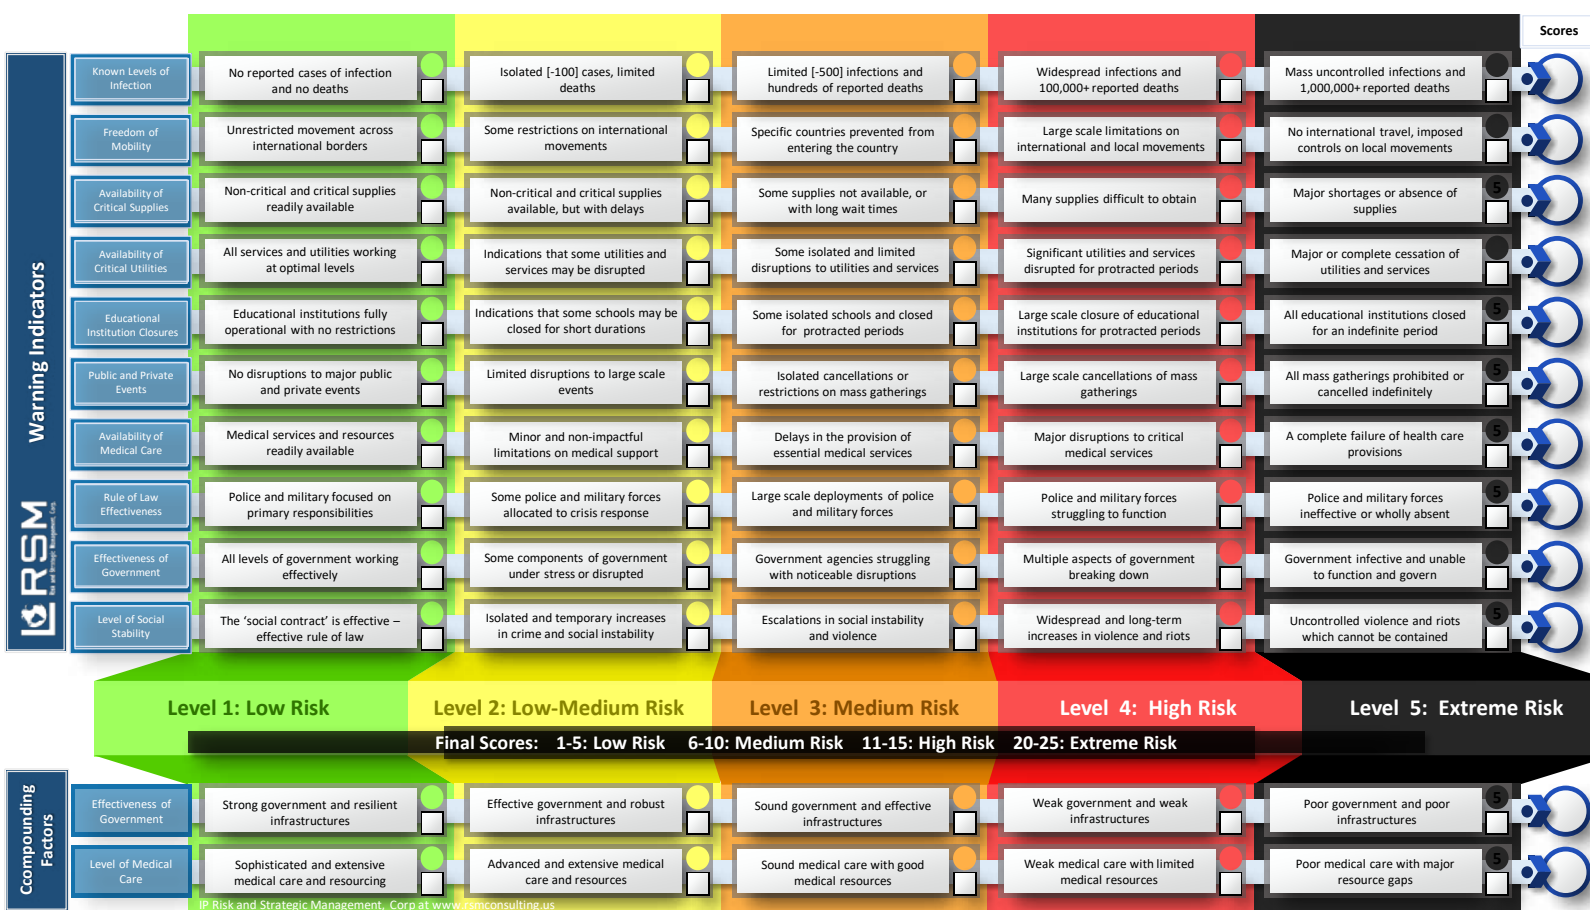 Scores
Warning Indicators
RSM
Risk and Strategic Management, Corp
Known Levels of
Infection
No reported cases of infection
and no deaths
Isolated [-100] cases, limited
deaths
Limited [-500] infections and
hundreds of reported deaths
Widespread infections and
100,000+ reported deaths
Mass uncontrolled infections and
1,000,000+ reported deaths
Freedom of
Mobility
Unrestricted movement across
international borders
Some restrictions on international
movements
Specific countries prevented from
entering the country
Large scale limitations on
international and local movements
No international travel, imposed
controls on local movements
Availability of
Critical Supplies
Non-critical and critical supplies
readily available
Non-critical and critical supplies
available, but with delays
Some supplies not available, or
with long wait times
Many supplies difficult to obtain
Major shortages or absence of
supplies
5
Availability of
Critical Utilities
All services and utilities working
at optimal levels
Indications that some utilities and
services may be disrupted
Some isolated and limited
disruptions to utilities and services
Significant utilities and services
disrupted for protracted periods
Major or complete cessation of
utilities and services
Educational
Institution Closures
Educational institutions fully
operational with no restrictions
Indications that some schools may be
closed for short durations
Some isolated schools and closed
for protracted periods
Large scale closure of educational
institutions for protracted periods
All educational institutions closed
for an indefinite period
5
Public and Private
Events
No disruptions to major public
and private events
Limited disruptions to large scale
events
Isolated cancellations or
restrictions on mass gatherings
Large scale cancellations of mass
gatherings
All mass gatherings prohibited or
cancelled indefinitely
5
Availability of
Medical Care
Medical services and resources
readily available
Minor and non-impactful
limitations on medical support
Delays in the provision of
essential medical services
Major disruptions to critical
medical services
A complete failure of health care
provisions
5
Rule of Law
Effectiveness
Police and military focused on
primary responsibilities
Some police and military forces
allocated to crisis response
Large scale deployments of police
and military forces
Police and military forces
struggling to function
Police and military forces
ineffective or wholly absent
5
Effectiveness of
Government
All levels of government working
effectively
Some components of government
under stress or disrupted
Government agencies struggling
with noticeable disruptions
Multiple aspects of government
breaking down
Government infective and unable
to function and govern
Level of Social
Stability
The ‘social contract’ is effective –
effective rule of law
Isolated and temporary increases
in crime and social instability
Escalations in social instability
and violence
Widespread and long-term
increases in violence and riots
Uncontrolled violence and riots
which cannot be contained
5
Level 1: Low Risk
Level 2: Low-Medium Risk
Level 3: Medium Risk
Level 4: High Risk
Level 5: Extreme Risk
Final Scores: 1-5: Low Risk 6-10: Medium Risk 11-15: High Risk 20-25: Extreme Risk
Ccompounding
Factors
Effectiveness of
Government
Strong government and resilient
infrastructures
Effective government and robust
infrastructures
Sound government and effective
infrastructures
Weak government and weak
infrastructures
Poor government and poor
infrastructures
5
Level of Medical
Care
Sophisticated and extensive
medical care and resourcing
Advanced and extensive medical
care and resources
Sound medical care with good
medical resources
Weak medical care with limited
medical resources
Poor medical care with major
resource gaps
5
IP Risk and Strategic Management, Corp at www.rsmconsulting.us